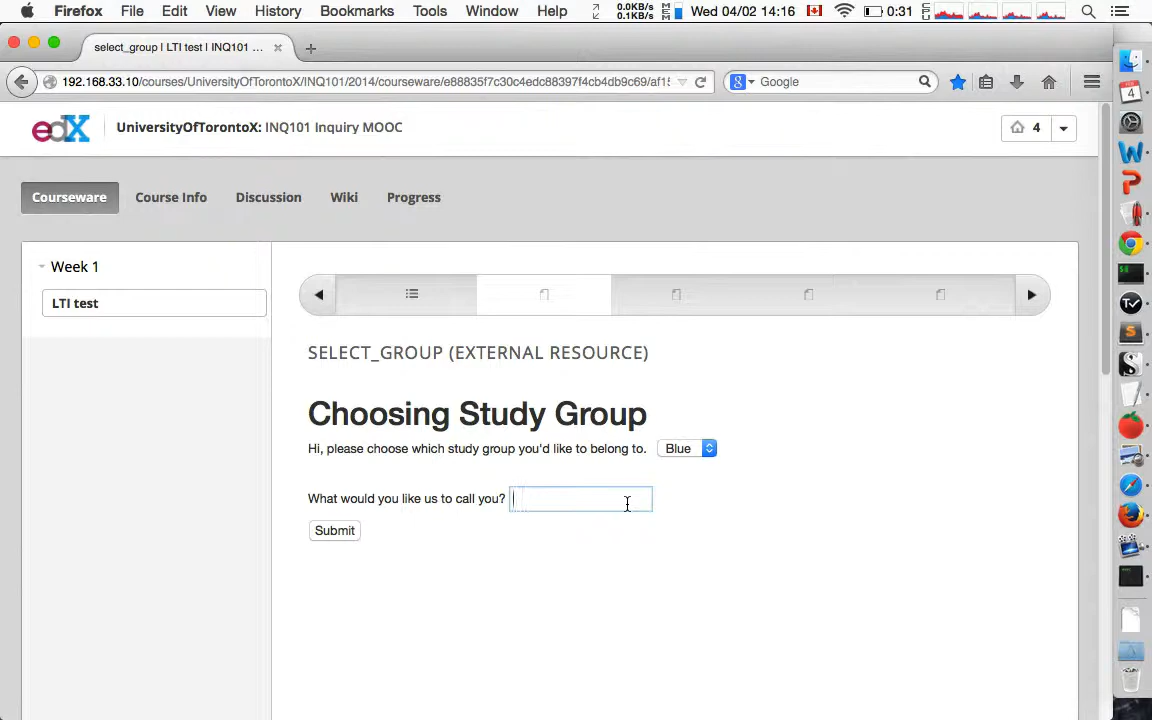 Firefox File Edit View History Bookmarks Tools Window Help 0.0KB/s 0.1KB/s Wed 04/02 14:16 0:31
select_group | LTI test | INQ101 ...
192.168.33.10/courses/UniversityOfTorontoX/INQ101/2014/courseware/e88835f7c30c4edc88397f4cb4db9c69/af15 Google
edX UniversityOfTorontoX: INQ101 Inquiry MOOC 4
Courseware Course Info Discussion Wiki Progress
Week 1
LTI test
SELECT_GROUP (EXTERNAL RESOURCE)
Choosing Study Group
Hi, please choose which study group you'd like to belong to. Blue
What would you like us to call you?
Submit